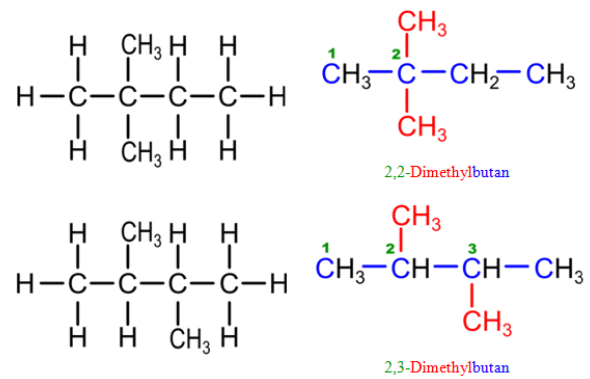 H CH₃ H H
H C C C C H
H CH₃ H H
1 2 CH₃
CH₃ C CH₂ CH₃
CH₃
2,2-Dimethylbutan
H CH₃ H H
H C C C C H
H H CH₃ H
1 2 CH₃ 3
CH₃ CH CH CH₃
CH₃
2,3-Dimethylbutan